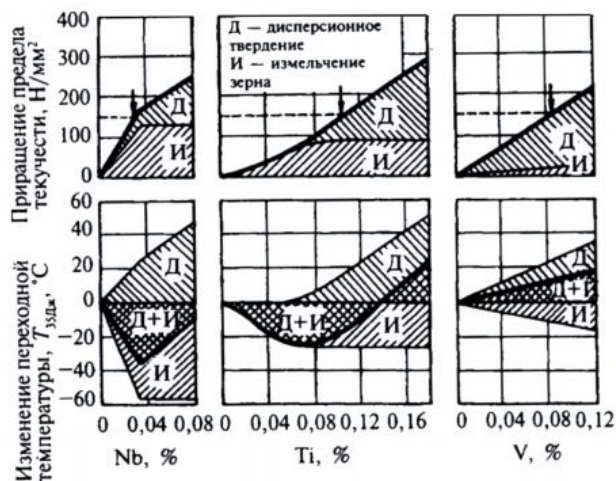 Приращение предела
текучести, Н/мм²
400
300
200
100
0
Д
И
Д — дисперсионное
твердение
И — измельчение
зерна
Д
И
Д
И
Изменение переходной
температуры, T35Дж, °C
60
40
20
0
−20
−40
−60
Д
Д+И
И
Д
Д+И
И
Д
Д+И
И
0 0,04 0,08
0 0,04 0,08 0,12 0,16
0 0,04 0,08 0,12
Nb, %
Ti, %
V, %